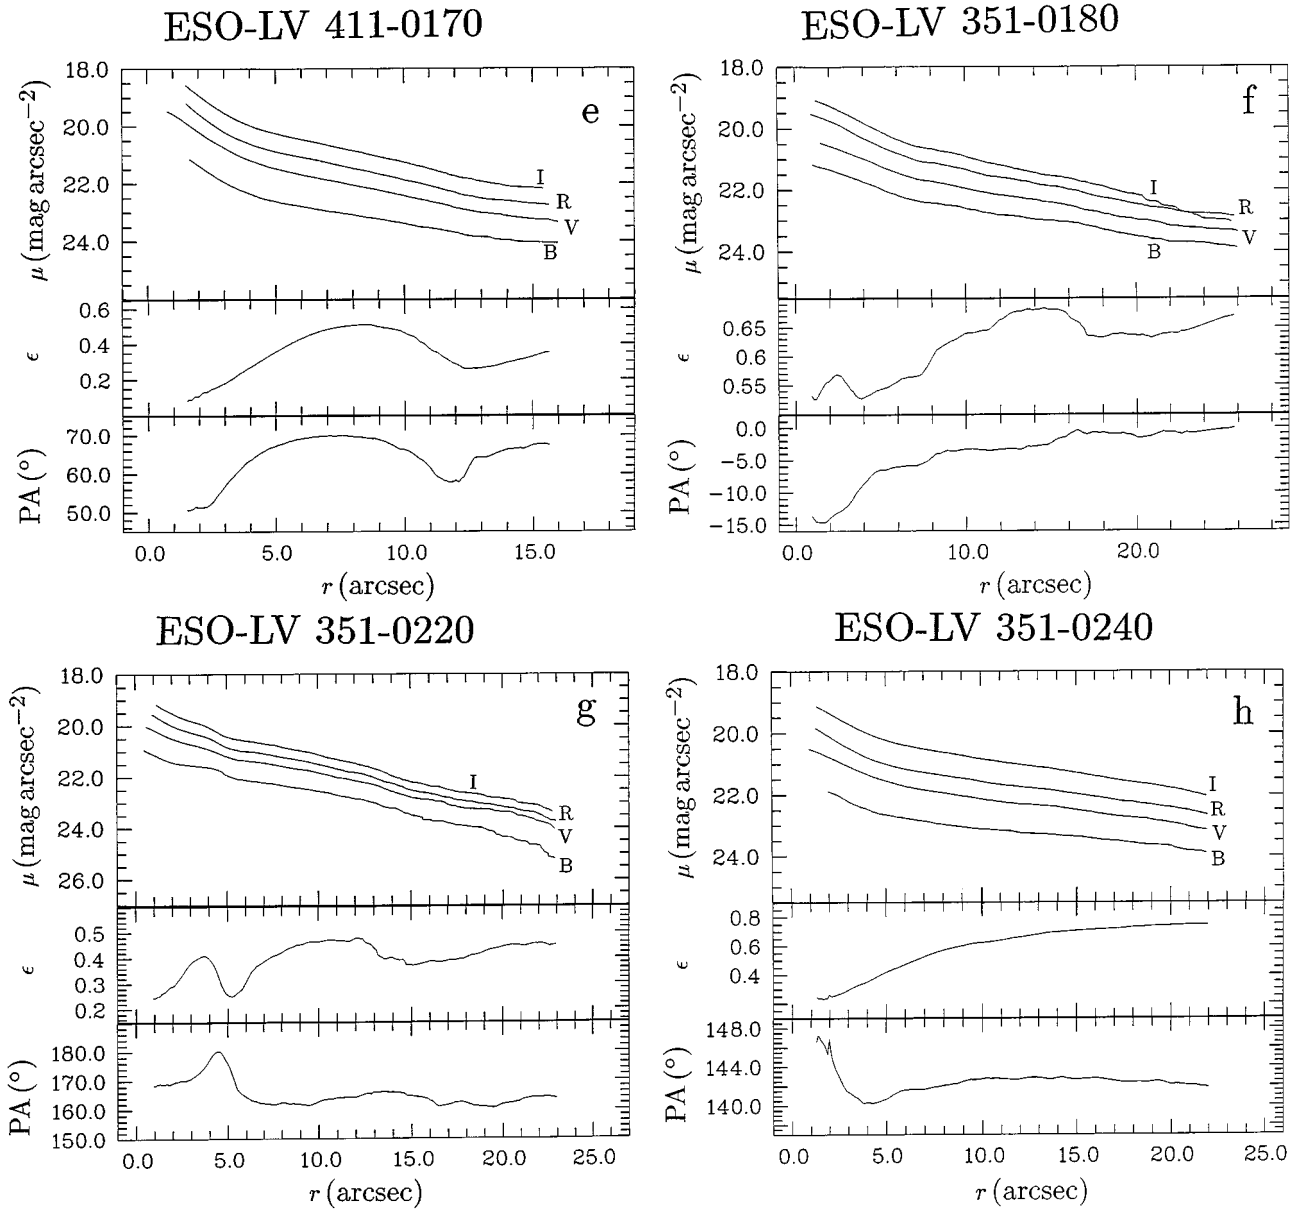 ESO-LV 411-0170
18.0
20.0
22.0
24.0
μ (mag arcsec−2)
e
I
R
V
B
0.6
0.4
0.2
ϵ
70.0
60.0
50.0
PA (°)
0.0 5.0 10.0 15.0
r (arcsec)
ESO-LV 351-0180
18.0
20.0
22.0
24.0
μ (mag arcsec−2)
f
I
R
V
B
0.65
0.6
0.55
ϵ
0.0
−5.0
−10.0
−15.0
PA (°)
0.0 10.0 20.0
r (arcsec)
ESO-LV 351-0220
18.0
20.0
22.0
24.0
26.0
μ (mag arcsec−2)
g
I
R
V
B
0.5
0.4
0.3
0.2
ϵ
180.0
170.0
160.0
150.0
PA (°)
0.0 5.0 10.0 15.0 20.0 25.0
r (arcsec)
ESO-LV 351-0240
18.0
20.0
22.0
24.0
μ (mag arcsec−2)
h
I
R
V
B
0.8
0.6
0.4
ϵ
148.0
144.0
140.0
PA (°)
0.0 5.0 10.0 15.0 20.0 25.0
r (arcsec)